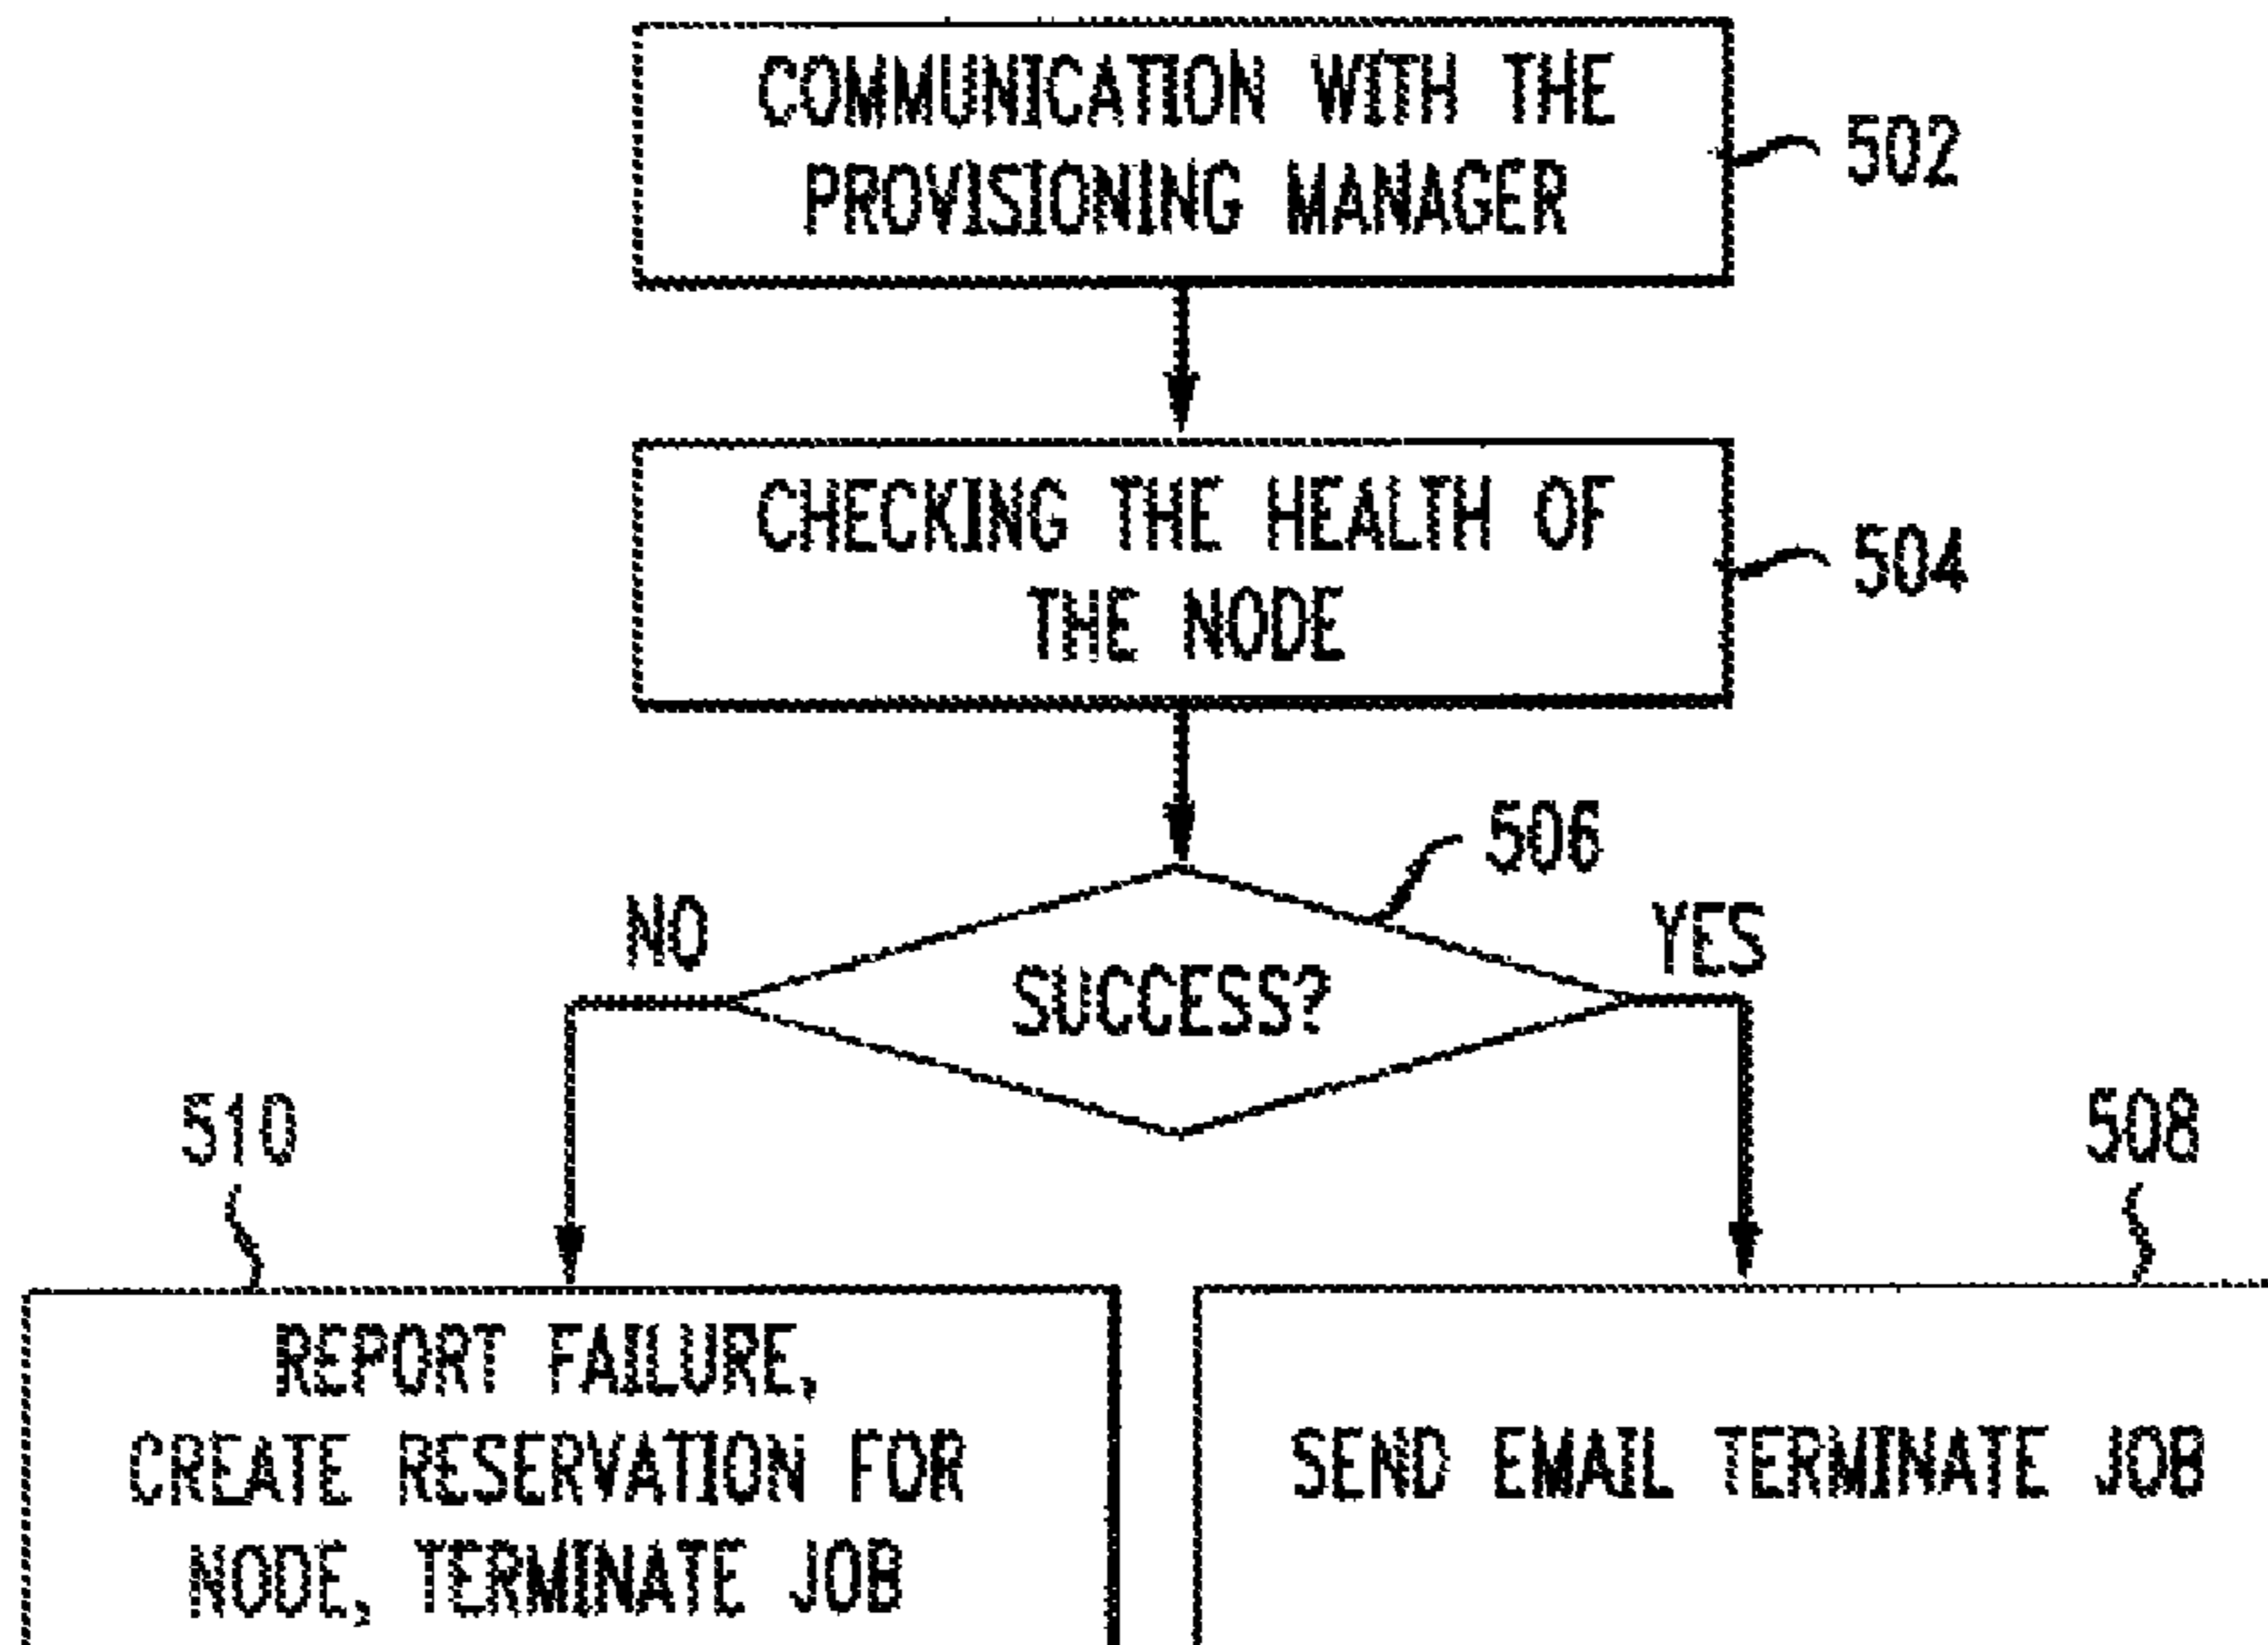 COMMUNICATION WITH THE
PROVISIONING MANAGER
502
CHECKING THE HEALTH OF
THE NODE
504
506
NO
YES
SUCCESS?
510
508
REPORT FAILURE,
CREATE RESERVATION FOR
NODE, TERMINATE JOB
SEND EMAIL TERMINATE JOB